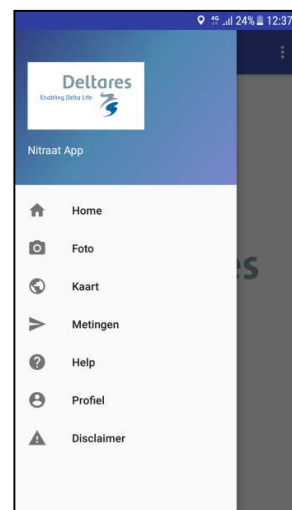 24% 12:37
Deltares
Enabling Delta Life
Nitraat App
Home
Foto
Kaart
Metingen
Help
Profiel
Disclaimer
es